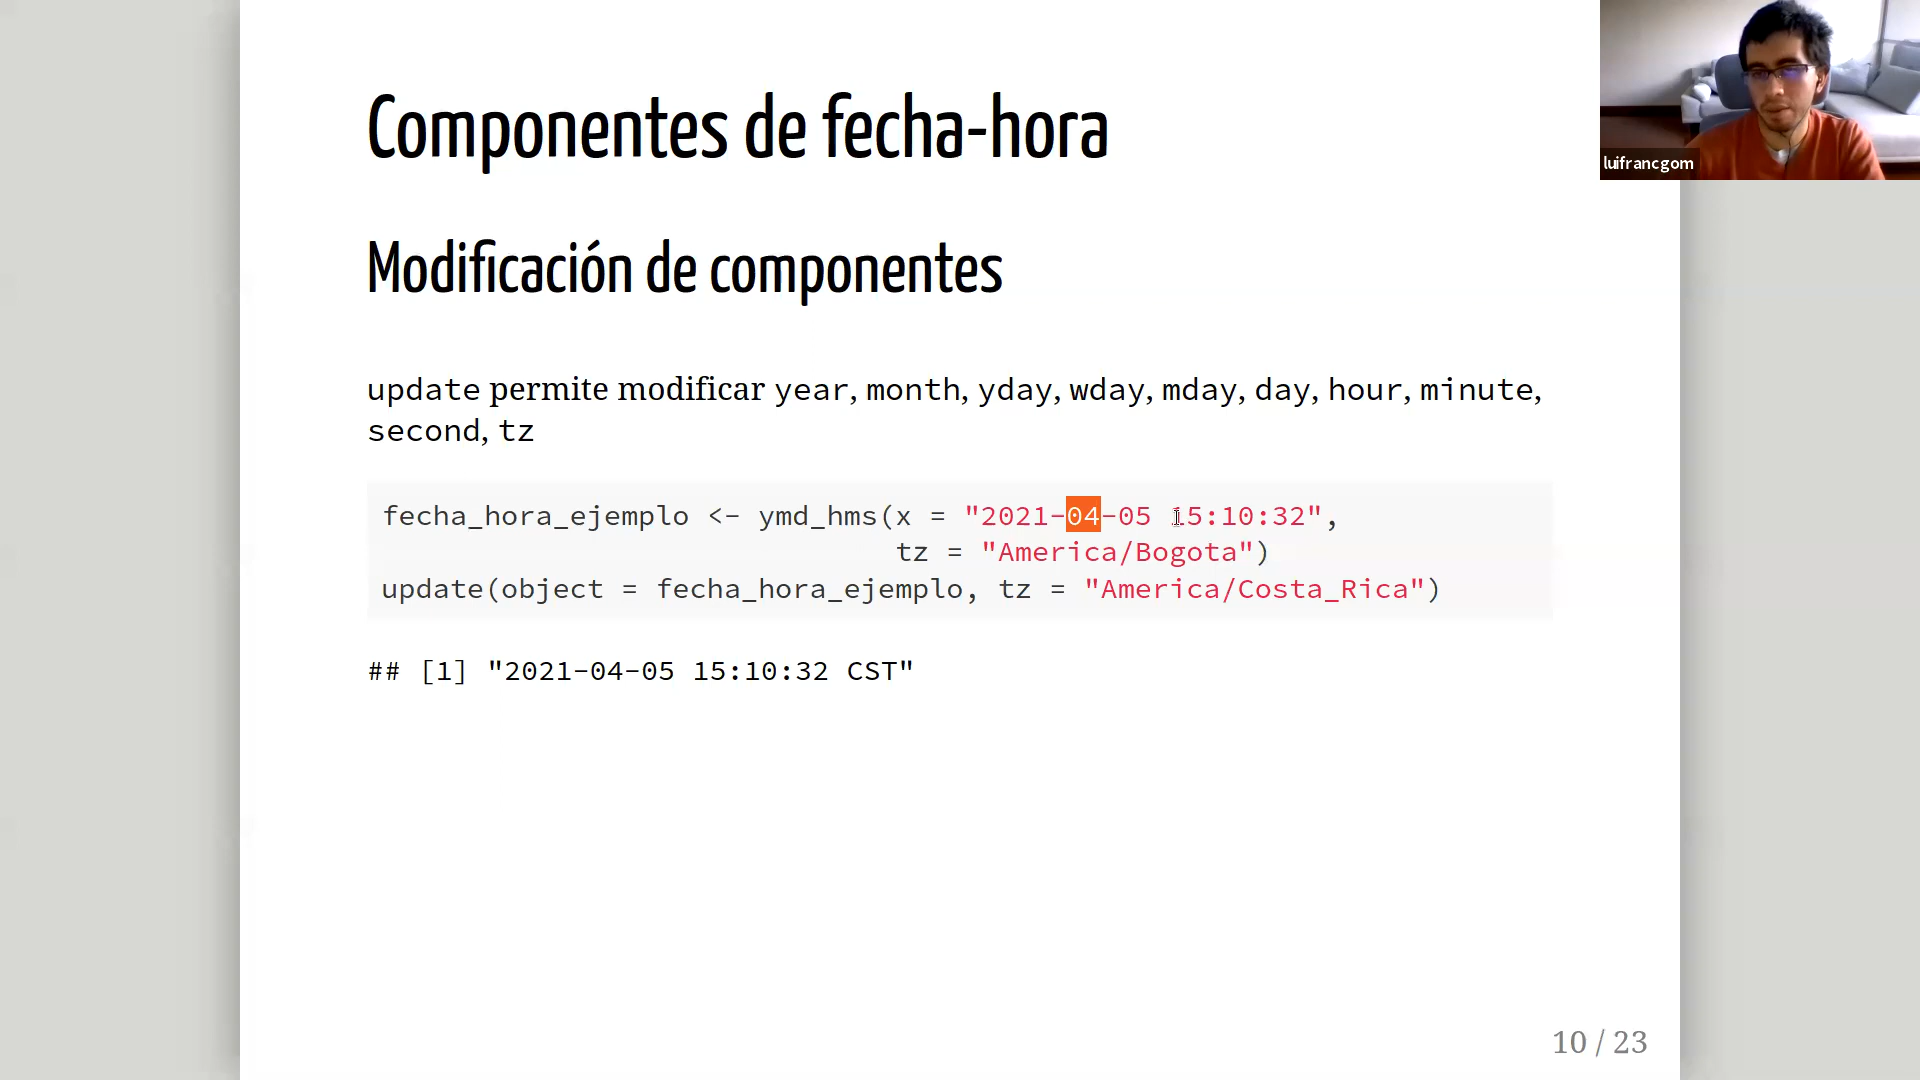 Componentes de fecha-hora
luifrancgom
Modificación de componentes
update permite modificar year, month, yday, wday, mday, day, hour, minute,
second, tz
fecha_hora_ejemplo <- ymd_hms(x = "2021-04-05 15:10:32",
tz = "America/Bogota")
update(object = fecha_hora_ejemplo, tz = "America/Costa_Rica")
## [1] "2021-04-05 15:10:32 CST"
10 / 23